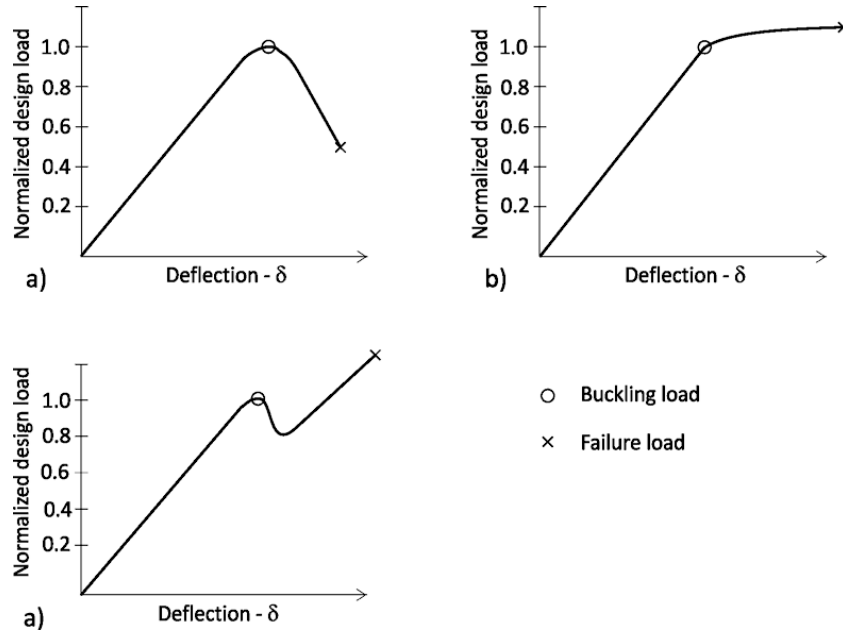 Normalized design load
1.0
0.8
0.6
0.4
0.2
Deflection - δ
a)
Normalized design load
1.0
0.8
0.6
0.4
0.2
Deflection - δ
b)
Normalized design load
1.0
0.8
0.6
0.4
0.2
Deflection - δ
a)
Buckling load
Failure load